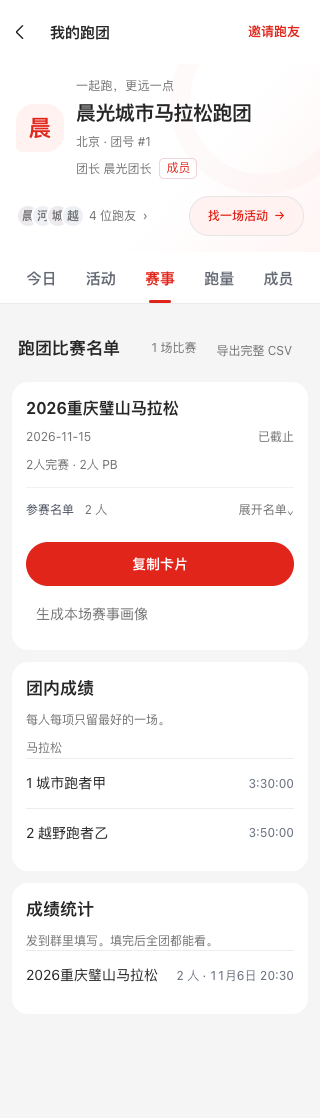 我的跑团
邀请跑友
一起跑，更远一点
晨
晨光城市马拉松跑团
北京 · 团号 #1
团长 晨光团长 成员
晨 河 城 越 4 位跑友 ›
找一场活动 →
今日 活动 赛事 跑量 成员
跑团比赛名单 1 场比赛 导出完整 CSV
2026重庆璧山马拉松
2026-11-15 已截止
2人完赛 · 2人 PB
参赛名单 2 人 展开名单
复制卡片
生成本场赛事画像
团内成绩
每人每项只留最好的一场。
马拉松
1 城市跑者甲 3:30:00
2 越野跑者乙 3:50:00
成绩统计
发到群里填写。填完后全团都能看。
2026重庆璧山马拉松 2 人 · 11月6日 20:30